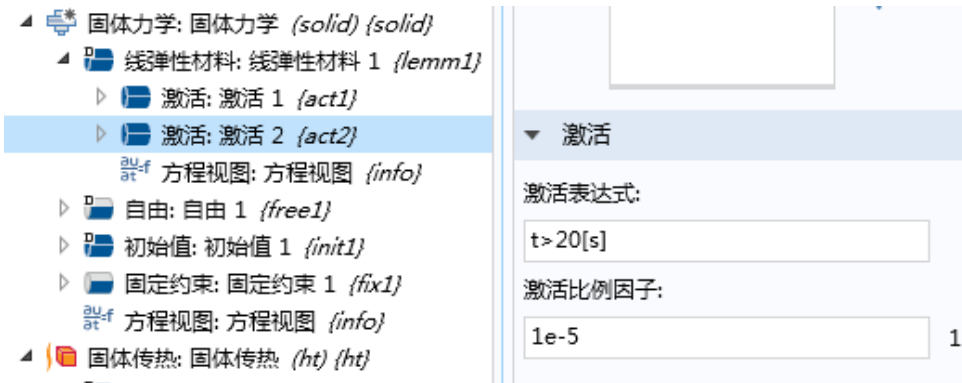 固体力学: 固体力学 (solid) {solid}
线弹性材料: 线弹性材料 1 {lemm1}
激活: 激活 1 {act1}
激活: 激活 2 {act2}
方程视图: 方程视图 {info}
自由: 自由 1 {free1}
初始值: 初始值 1 {init1}
固定约束: 固定约束 1 {fix1}
方程视图: 方程视图 {info}
固体传热: 固体传热 (ht) {ht}
激活
激活表达式:
t>20[s]
激活比例因子:
1e-5
1